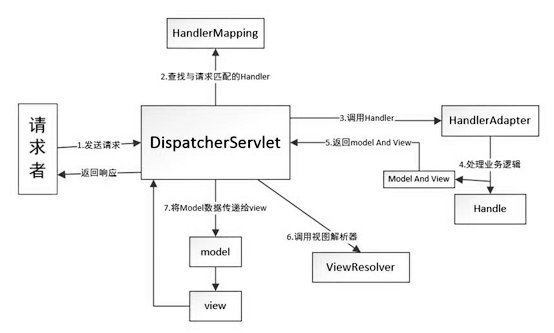 HandlerMapping
2.查找与请求匹配的Handler
请求者
1.发送请求
返回响应
DispatcherServlet
3.调用Handler
HandlerAdapter
5.返回model And View
4.处理业务逻辑
Model And View
Handle
7.将Model数据传递给view
6.调用视图解析器
model
ViewResolver
view